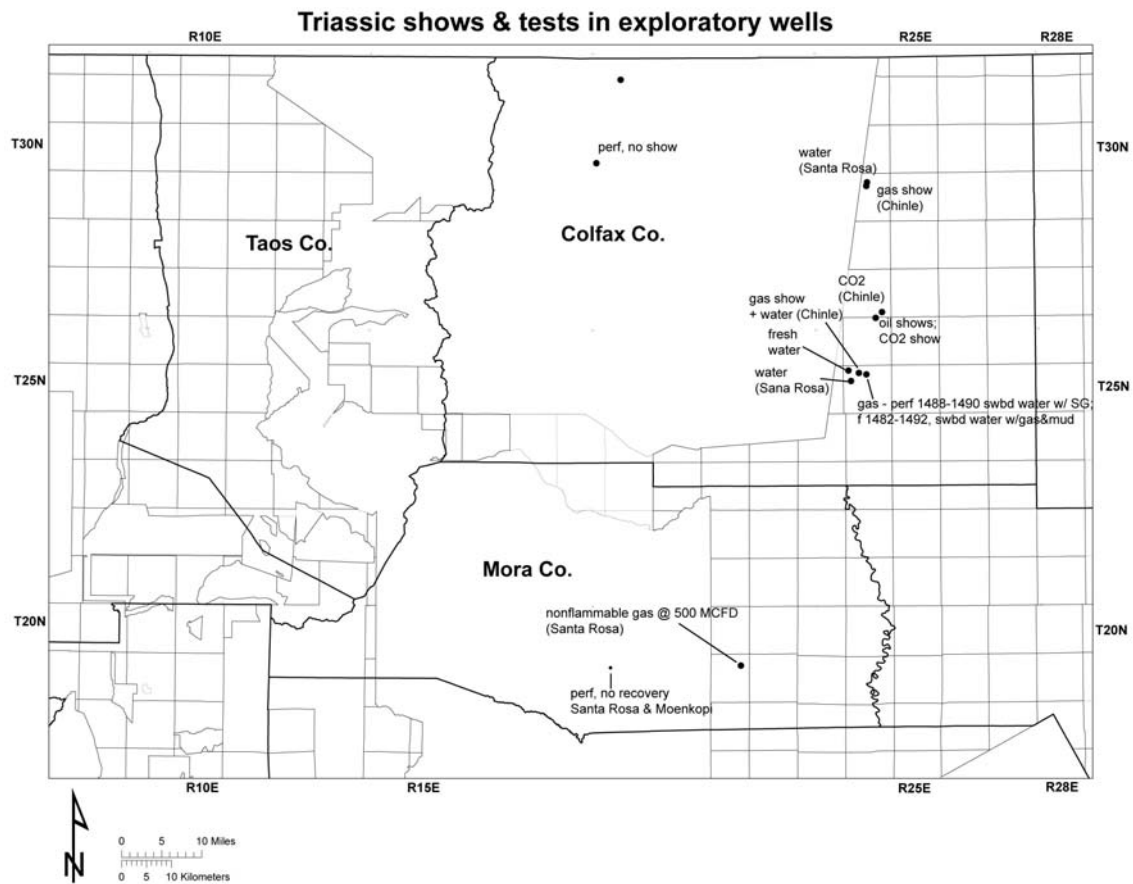 Triassic shows & tests in exploratory wells
R10E
R25E
R28E
T30N
T30N
perf, no show
water
(Santa Rosa)
gas show
(Chinle)
Taos Co.
Colfax Co.
CO2
(Chinle)
gas show
+ water (Chinle)
oil shows;
CO2 show
fresh
water
T25N
T25N
water
(Sana Rosa)
gas - perf 1488-1490 swbd water w/ SG;
f 1482-1492, swbd water w/gas&mud
Mora Co.
nonflammable gas @ 500 MCFD
(Santa Rosa)
T20N
T20N
perf, no recovery
Santa Rosa & Moenkopi
R10E
R15E
R25E
R28E
N
0 5 10 Miles
0 5 10 Kilometers